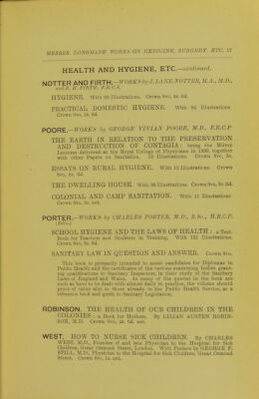 MESSRS. LONGMANS' WORKS ON MEDICINE, SURGERY, ETC. 17
HEALTH AND HYGIENE, ETC.—continued.
NOTTER AND FIRTH.—WORKS by J. LANE NOTTER, M.A., M.D.,
and R. H. FIRTH, F.R.C.S.
HYGIENE. With 95 Illustrations. Crown 8vo, 3s. 6d.
PRACTICAL DOMESTIC HYGIENE. With 84 Illustrations
Crown 8vo, 2s. 6d.
POORE.—WORKS by GEORGE VIVIAN POORE, M.D., F.R.C.P
THE EARTH IN RELATION TO THE PRESERVATION
AND DESTRUCTION OF CONTAGIA: being the Milroy
Lectures delivered at the Royal College of Physicians in 1899, together
with other Papers on Sanitation. 13 Illustrations. Crown 8vo, 5s.
ESSAYS ON RURAL HYGIENE. With 12 Illustrations Crown
8vo, 6s. 6d.
THE DWELLING HOUSE. With 36 Illustrations. Crown 8vo, 3s 6d.
COLONIAL AND CAMP SANITATION. With 11 Illustrations
Crown 8vo, 2s. net.
PORTER.—WORKS by CHARLES PORTER, M.D., B.Sc., M.R.C.P.
SCHOOL HYGIENE AND THE LAWS OF HEALTH: a Text-
Book for Teachers and Students in Training. With 121 Illustrations.
Crown 8vo, 3s. 6d.
SANITARY LAW IN QUESTION AND ANSWER. Crown 8vo.
This book is primarily intended to assist candidates for Diplomas in
Public Health and the certificates of the various examining bodies grant-
ing qualifications to Sanitary Inspectors, in their study of the Sanitary
Laws of England and Wales. As many of the matters in the text are
such as have to be dealt with almost daily in practice, the volume should
prove of value also to those already in the Public Health Service, as a
reference book and guide to Sanitary Legislation.
ROBINSON. THE HEALTH OF OUR CHILDREN IN THE
COLONIES: a Book for Mothers. By LILIAN AUSTEN ROBIN-
SON, M.D. Crown 8vo, 2s. 6d. net.
WEST. HOW TO NURSE SICK CHILDREN. By CHARLES
WEST, M.D., Founder of and late Physician to the Hospital for Sick
Children, Great Ormond Street, London. With Preface by GEORGE F.
STILL, M.D., Physician to the Hospital for Sick Children, Great Ormond
Street. Crown 8vo, 1s. net.